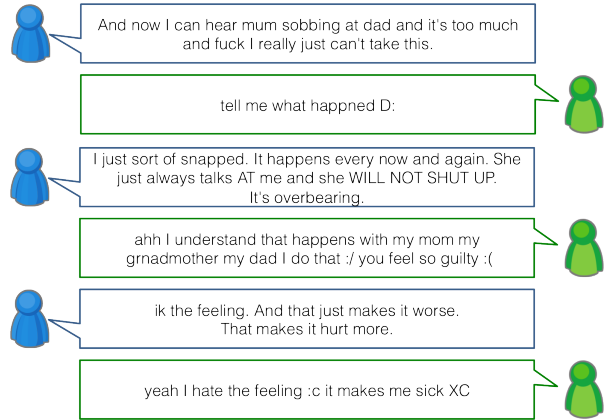 And now I can hear mum sobbing at dad and it's too much
and fuck I really just can't take this.
tell me what happned D:
I just sort of snapped. It happens every now and again. She
just always talks AT me and she WILL NOT SHUT UP.
It's overbearing.
ahh I understand that happens with my mom my
grnadmother my dad I do that :/ you feel so guilty :(
ik the feeling. And that just makes it worse.
That makes it hurt more.
yeah I hate the feeling :c it makes me sick XC